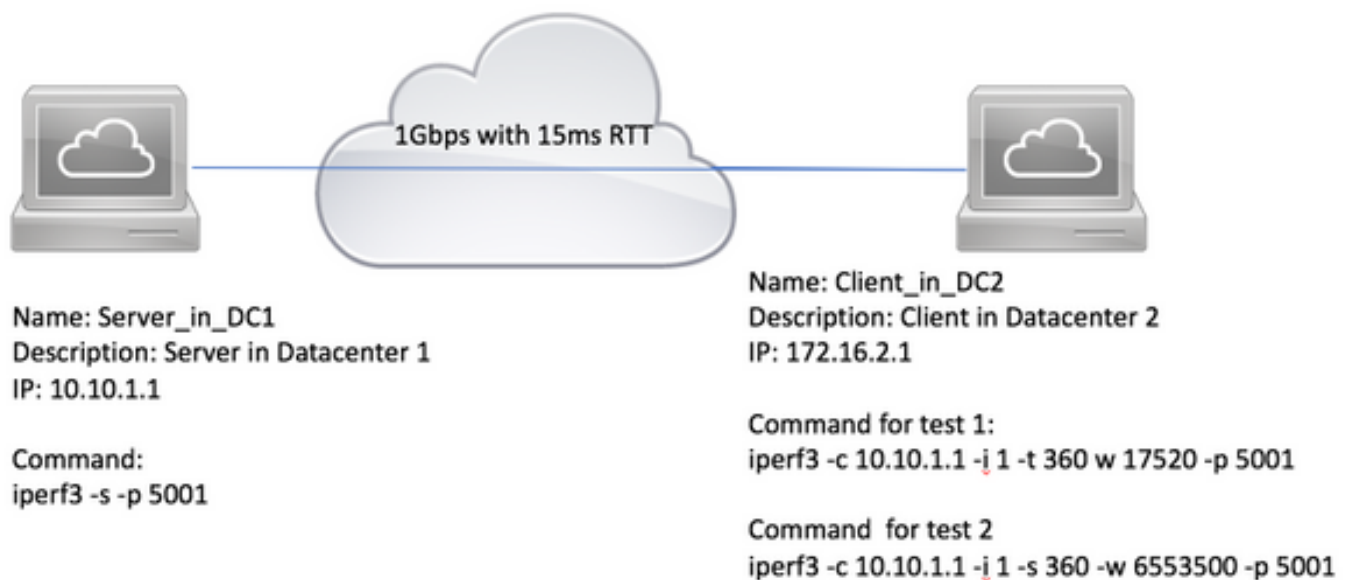 1Gbps with 15ms RTT
Name: Server_in_DC1
Description: Server in Datacenter 1
IP: 10.10.1.1
Command:
iperf3 -s -p 5001
Name: Client_in_DC2
Description: Client in Datacenter 2
IP: 172.16.2.1
Command for test 1:
iperf3 -c 10.10.1.1 -i 1 -t 360 w 17520 -p 5001
Command for test 2
iperf3 -c 10.10.1.1 -i 1 -s 360 -w 6553500 -p 5001